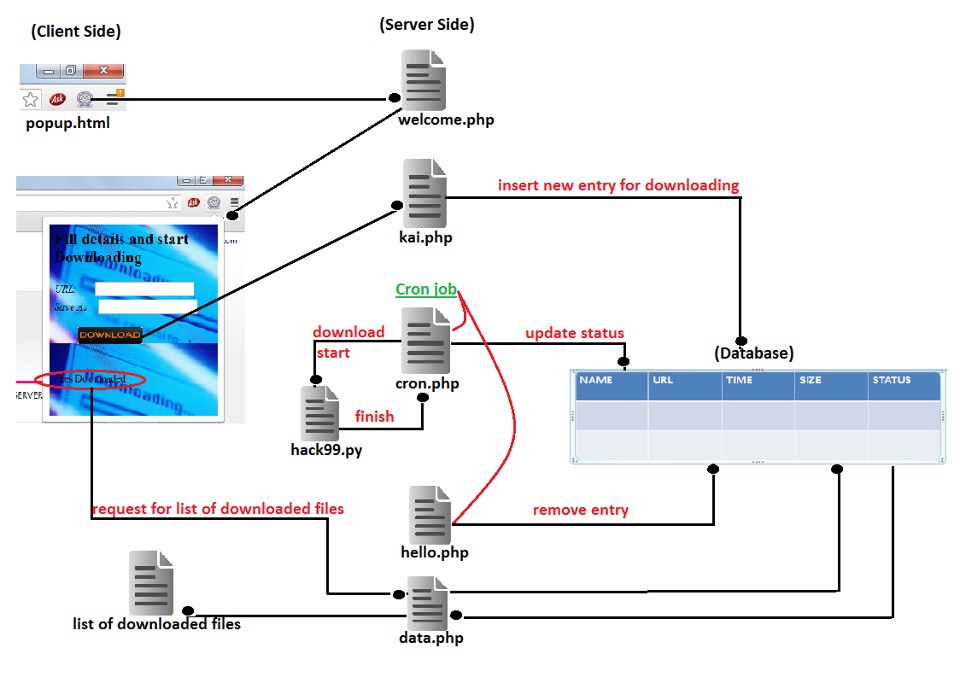 (Client Side)
(Server Side)
Ask
popup.html
welcome.php
Ask
insert new entry for downloading
kai.php
Fill details and start
Downloading
URL:
Save As:
DOWNLOAD
Cron job
download
start
update status
cron.php
(Database)
NAME URL TIME SIZE STATUS
Files Downloaded
SERVER
finish
hack99.py
request for list of downloaded files
remove entry
hello.php
list of downloaded files
data.php